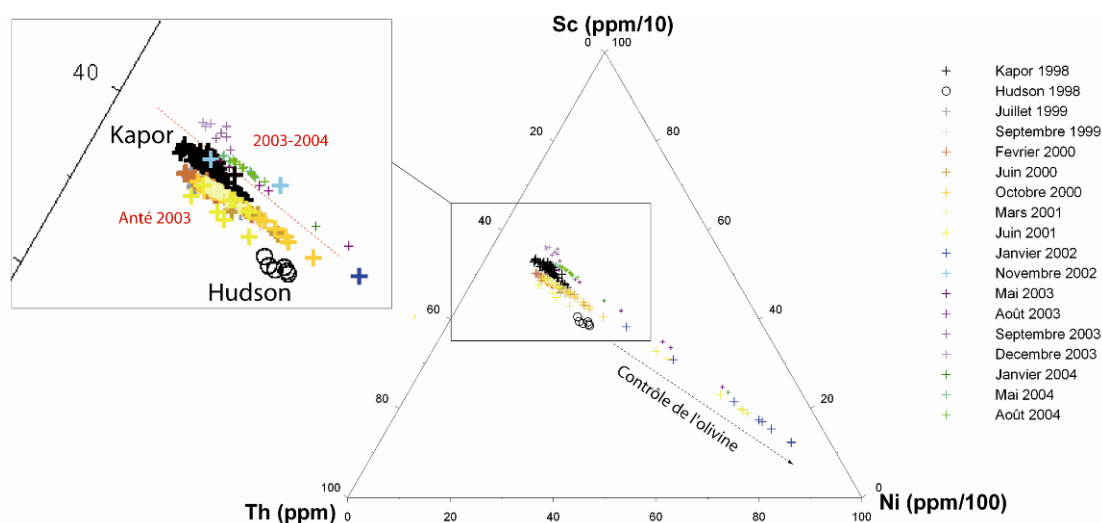 Sc (ppm/10)
0 100
20 80
40 60
60 40
80 20
100 0
Th (ppm)
Ni (ppm/100)
0 20 40 60 80 100
Contrôle de l'olivine
40
Kapor
2003-2004
Anté 2003
Hudson
Kapor 1998
Hudson 1998
Juillet 1999
Septembre 1999
Fevrier 2000
Juin 2000
Octobre 2000
Mars 2001
Juin 2001
Janvier 2002
Novembre 2002
Mai 2003
Août 2003
Septembre 2003
Decembre 2003
Janvier 2004
Mai 2004
Août 2004